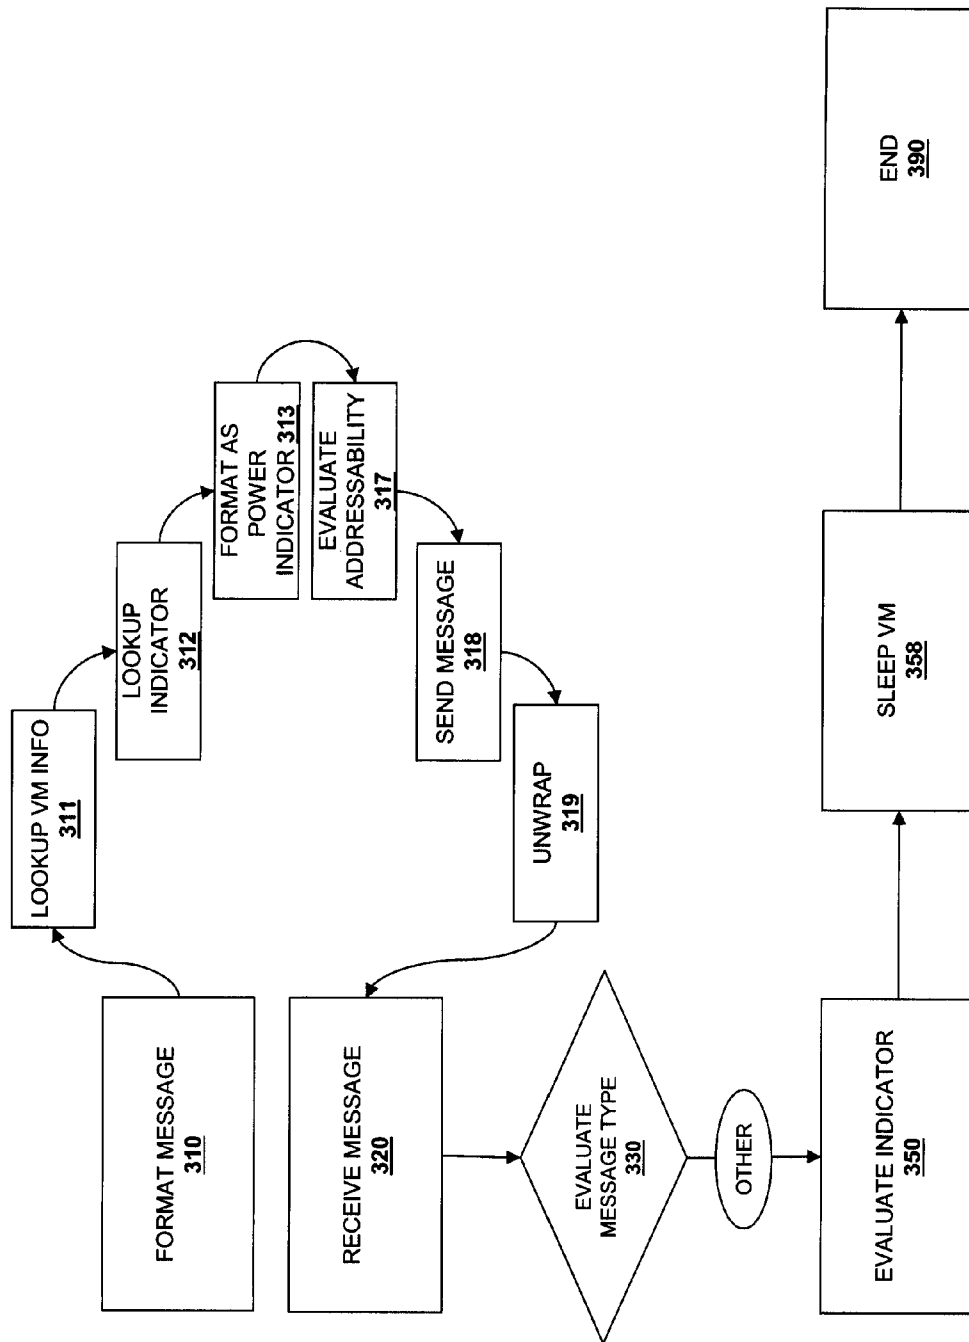 FORMAT MESSAGE
310
LOOKUP VM INFO
311
LOOKUP
INDICATOR
312
FORMAT AS
POWER
INDICATOR 313
EVALUATE
ADDRESSABILITY
317
SEND MESSAGE
318
UNWRAP
319
RECEIVE MESSAGE
320
EVALUATE
MESSAGE TYPE
330
OTHER
EVALUATE INDICATOR
350
SLEEP VM
358
END
390